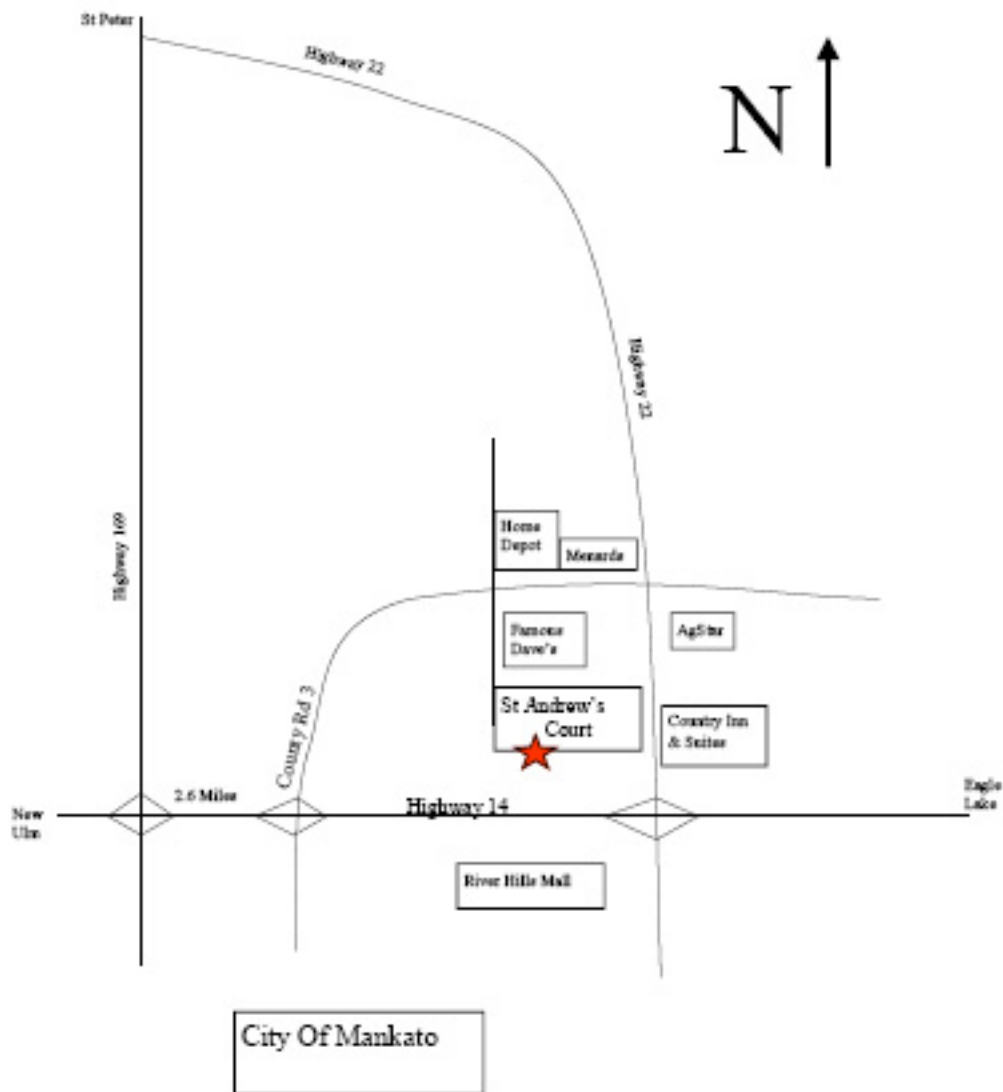 St Peter
Highway 22
N
Highway 22
Highway 169
Home
Depot
Menards
Famous
Dave's
AgStar
County Rd 3
St Andrew's
Court
Country Inn
& Suites
2.6 Miles
New
Ulm
Highway 14
Eagle
Lake
River Hills Mall
City Of Mankato